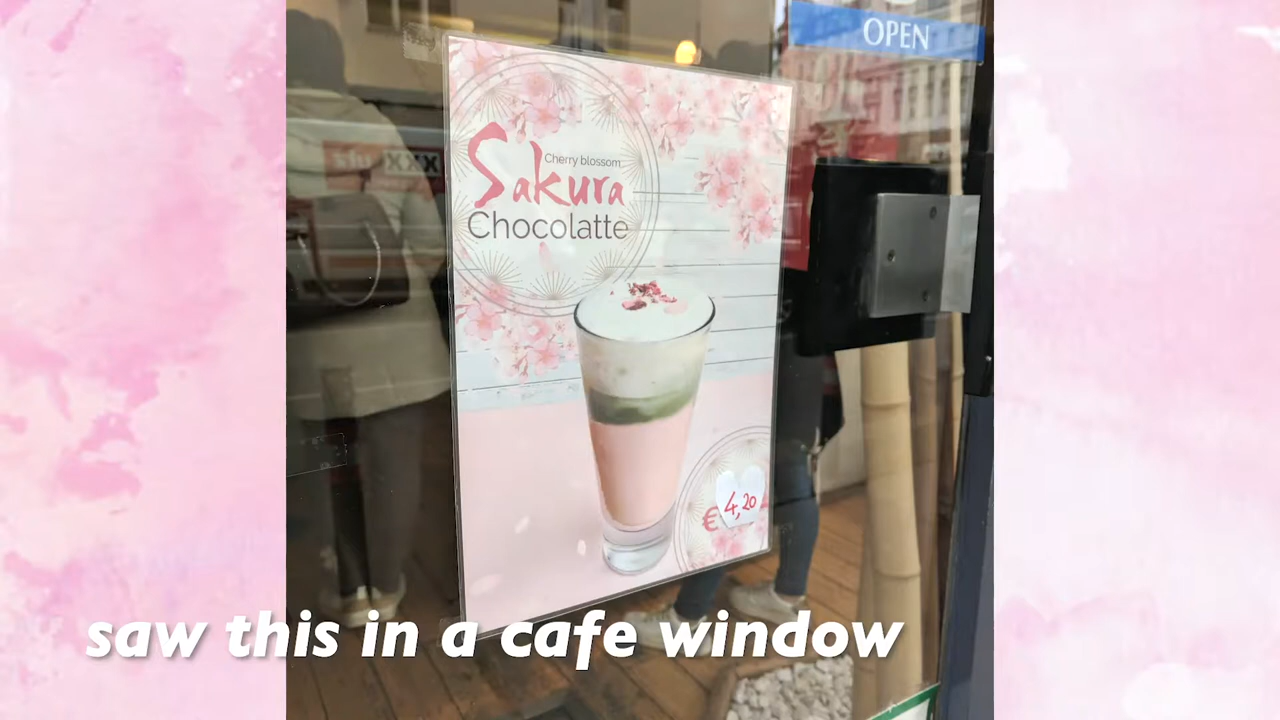 OPEN
Cherry blossom
Sakura
Chocolatte
€ 4,20
saw this in a cafe window